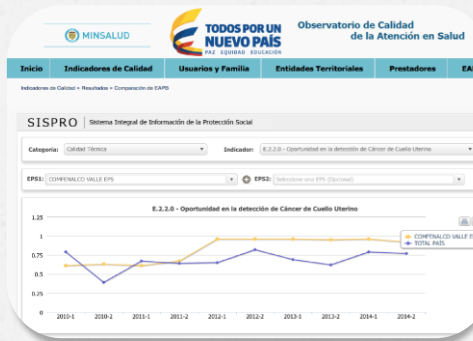 MINSALUD
TODOS POR UN
NUEVO PAÍS
PAZ EQUIDAD EDUCACIÓN
Observatorio de Calidad
de la Atención en Salud
Inicio Indicadores de Calidad Usuarios y Familia Entidades Territoriales Prestadores EA
Indicadores de Calidad » Resultados » Comparación de EAPB
SISPRO Sistema Integral de Información de la Protección Social
Categoría: Calidad Técnica Indicador: E.2.2.0 - Oportunidad en la detección de Cáncer de Cuello Uterino
EPS1: COMFENALCO VALLE EPS EPS2: Seleccione una EPS (Opcional)
E.2.2.0 - Oportunidad en la detección de Cáncer de Cuello Uterino
1.25
COMFENALCO VALLE E
TOTAL PAÍS
1
0.75
0.5
0.25
0
2010-1 2010-2 2011-1 2011-2 2012-1 2012-2 2013-1 2013-2 2014-1 2014-2